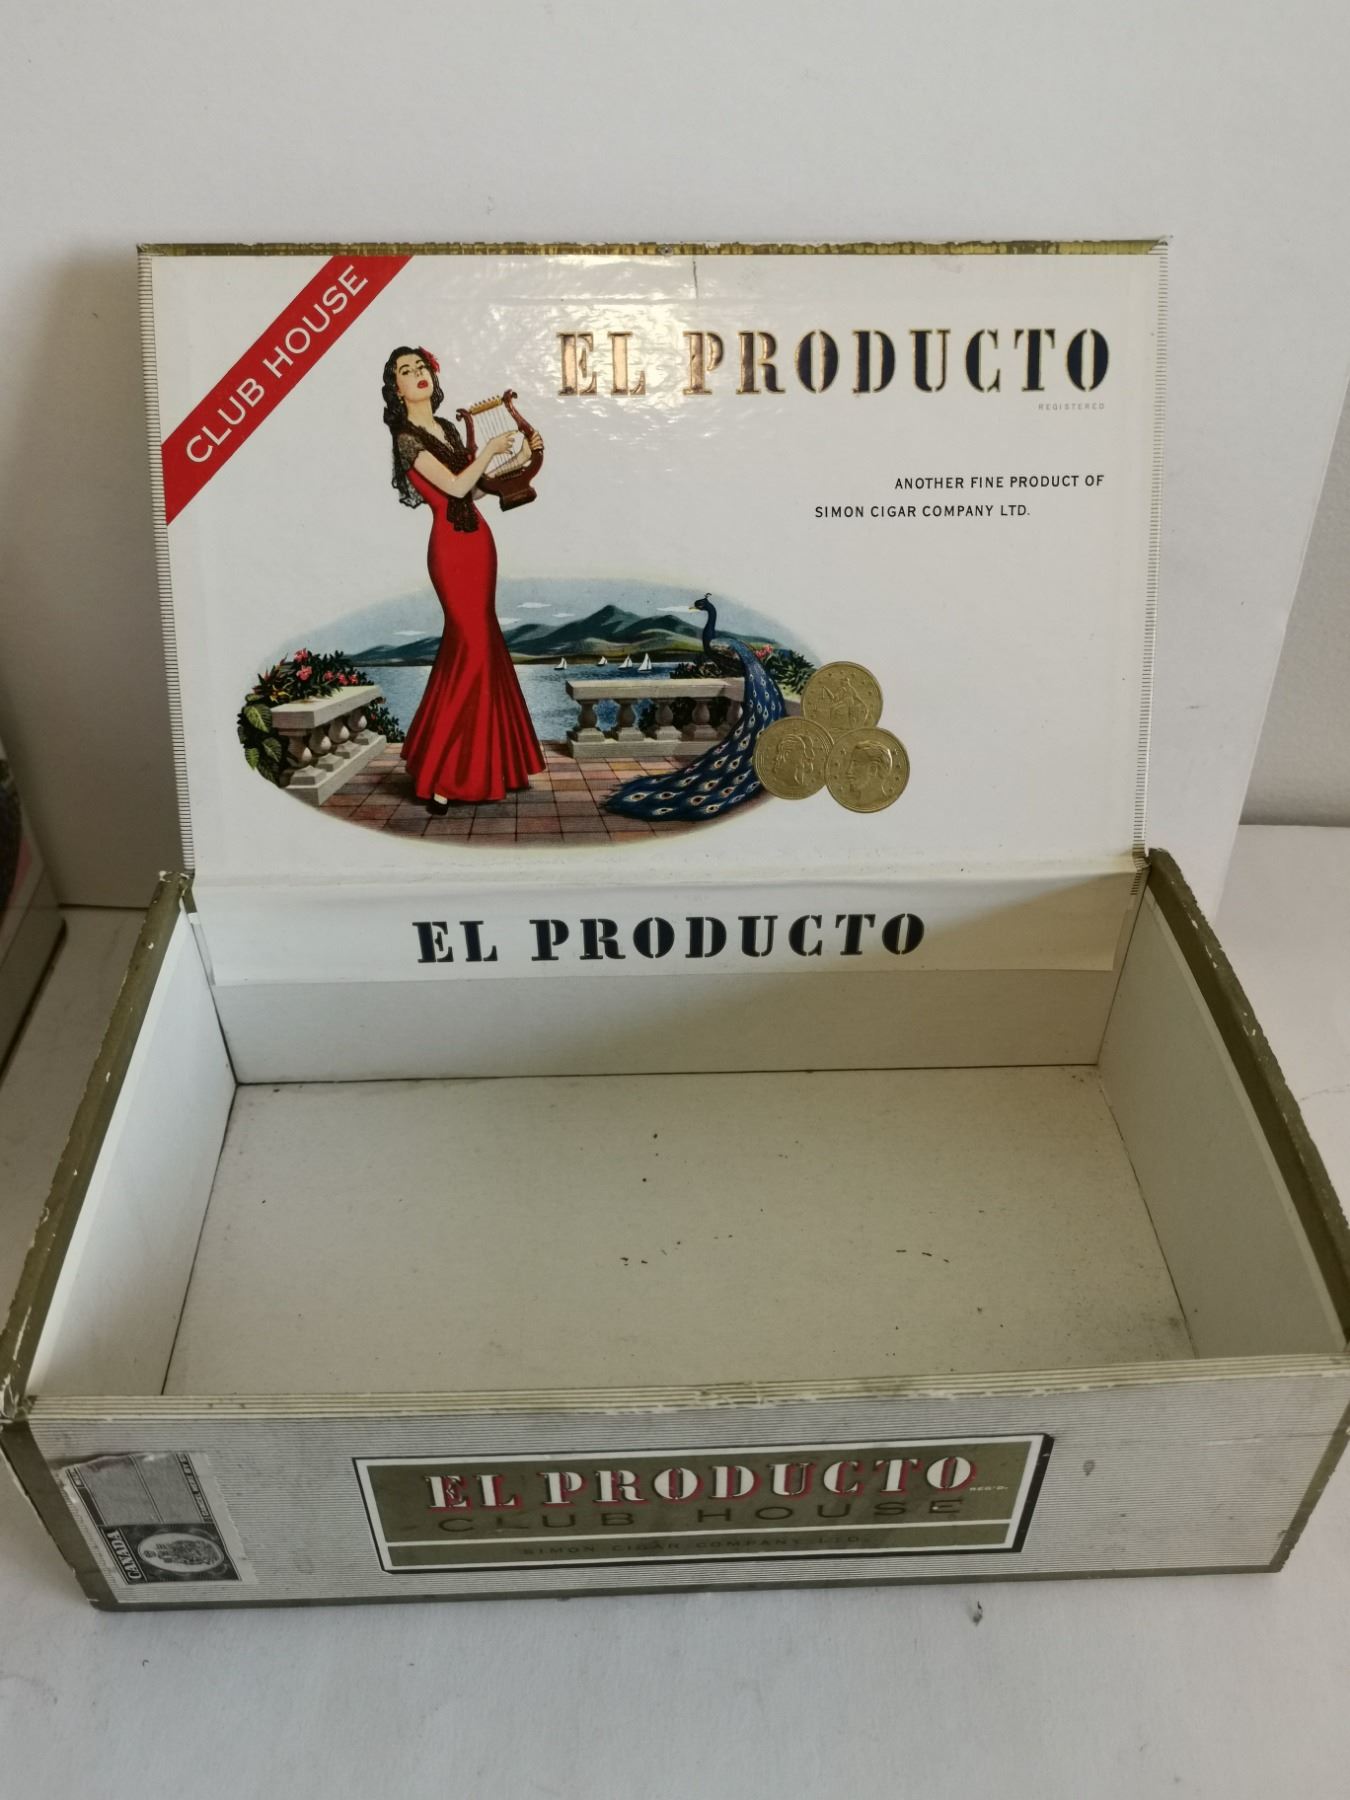 CLUB HOUSE
EL PRODUCTO
REGISTERED
ANOTHER FINE PRODUCT OF
SIMON CIGAR COMPANY LTD.
EL PRODUCTO
EL PRODUCTO
REG'D.
CLUB HOUSE
SIMON CIGAR COMPANY LTD.
CANADA